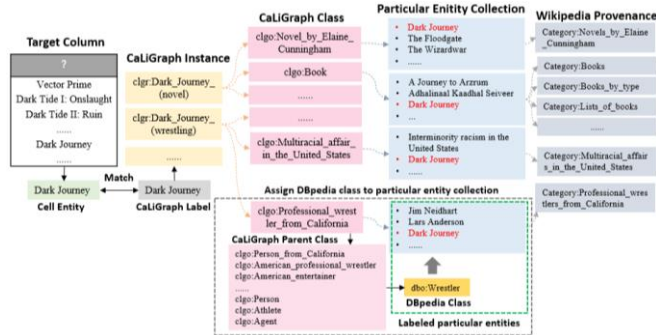 Target Column
?
Vector Prime
Dark Tide I: Onslaught
Dark Tide II: Ruin
......
Dark Journey
......
Dark Journey
Cell Entity
Match
CaLiGraph Instance
clgr:Dark_Journey_
(novel)
clgr:Dark_Journey_
(wrestling)
......
Dark Journey
CaLiGraph Label
CaLiGraph Class
clgo:Novel_by_Elaine_
Cunningham
clgo:Book
......
......
clgo:Multiracial_affair_
in_the_United_States
Particular Enitity Collection
• Dark Journey
• The Floodgate
• The Wizardwar
• ......
• A Journey to Arzrum
• Adhalinaal Kaadhal Seiveer
• Dark Journey
• ...
• Interminority racism in the
United States
• Dark Journey
• ......
Wikipedia Provenance
Category:Novels_by_Elaine
_Cunningham
Category:Books
Category:Books_by_type
Category:Lists_of_books
......
Category:Multiracial_affair
s_in_the_United_States
Category:Professional_wres
tlers_from_California
Assign DBpedia class to particular entity collection
clgo:Professional_wrest
ler_from_California
CaLiGraph Parent Class
clgo:Person_from_California
clgo:American_professional_wrestler
clgo:American_entertainer
......
clgo:Person
clgo:Athlete
clgo:Agent
• Jim Neidhart
• Lars Anderson
• Dark Journey
• ......
dbo:Wrestler
DBpedia Class
Labeled particular entities